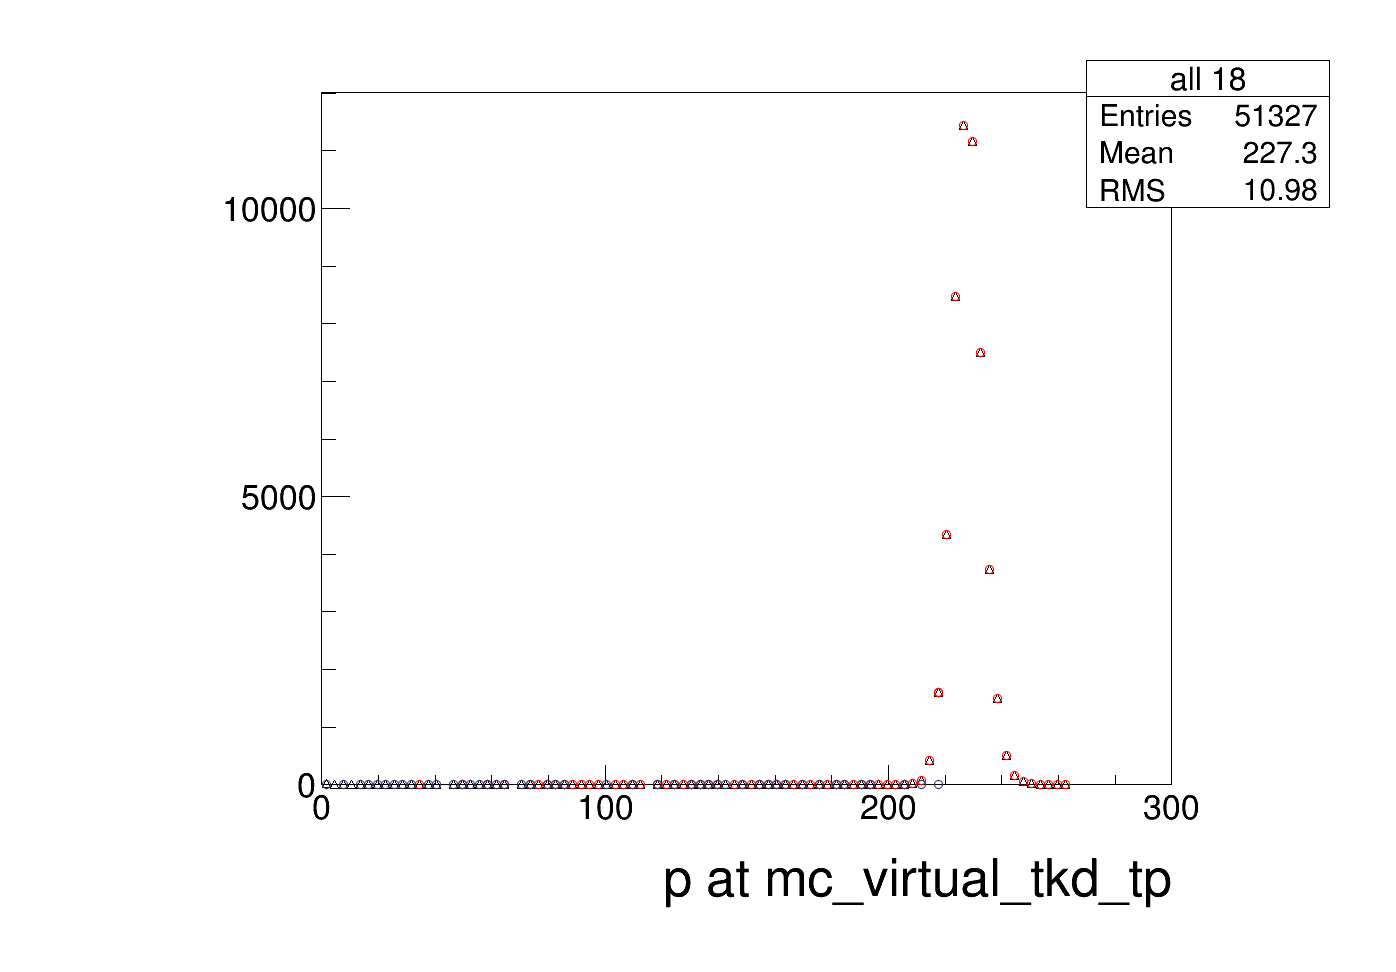 all 18
Entries 51327
Mean 227.3
RMS 10.98
10000
5000
0
0 100 200 300
p at mc_virtual_tkd_tp